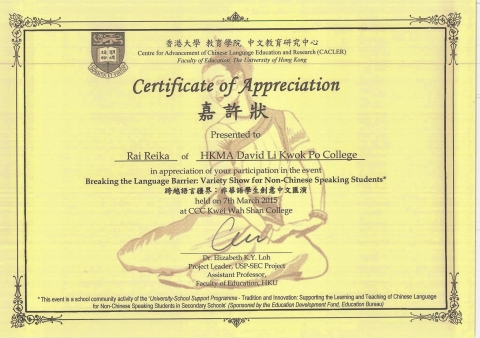 香港大學 教育學院 中文教育研究中心
Centre for Advancement of Chinese Language Education and Research (CACLER)
Faculty of Education The University of Hong Kong
Certificate of Appreciation
嘉許狀
Presented to
Rai Reika of HKMA David Li Kwok Po College
in appreciation of your participation in the event
Breaking the Language Barrier: Variety Show for Non-Chinese Speaking Students*
跨越語言疆界：非華語學生創意中文匯演
held on 7th March 2015
at CCC Kwei Wah Shan College
Dr. Elizabeth K.Y. Loh
Project Leader, USP-SEC Project
Assistant Professor,
Faculty of Education, HKU
* This event is a school community activity of the 'University-School Support Programme - Tradition and Innovation: Supporting the Learning and Teaching of Chinese Language
for Non-Chinese Speaking Students in Secondary Schools' (Sponsored by the Education Development Fund, Education Bureau)